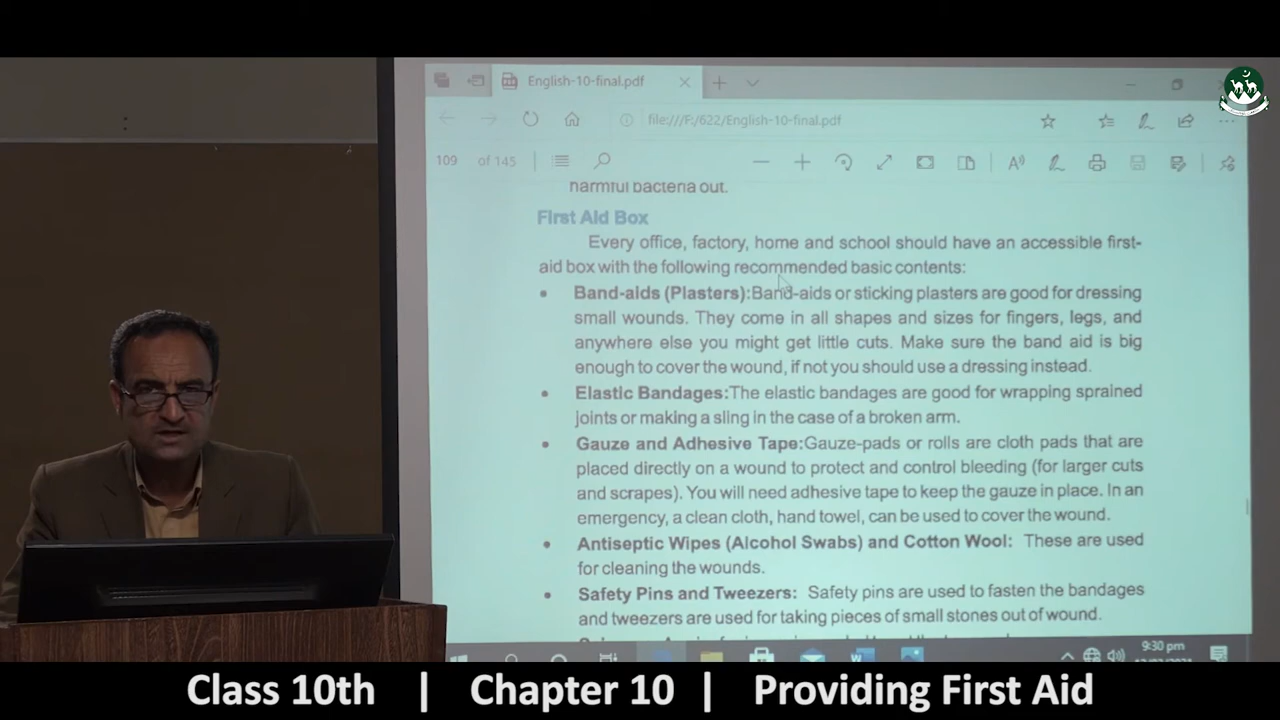 English-10-final.pdf
file:///F:/622/English-10-final.pdf
109 of 145
harmful bacteria out.
First Aid Box
Every office, factory, home and school should have an accessible first-
aid box with the following recommended basic contents:
• Band-aids (Plasters):Band-aids or sticking plasters are good for dressing
small wounds. They come in all shapes and sizes for fingers, legs, and
anywhere else you might get little cuts. Make sure the band aid is big
enough to cover the wound, if not you should use a dressing instead.
• Elastic Bandages:The elastic bandages are good for wrapping sprained
joints or making a sling in the case of a broken arm.
• Gauze and Adhesive Tape:Gauze-pads or rolls are cloth pads that are
placed directly on a wound to protect and control bleeding (for larger cuts
and scrapes). You will need adhesive tape to keep the gauze in place. In an
emergency, a clean cloth, hand towel, can be used to cover the wound.
• Antiseptic Wipes (Alcohol Swabs) and Cotton Wool: These are used
for cleaning the wounds.
• Safety Pins and Tweezers: Safety pins are used to fasten the bandages
and tweezers are used for taking pieces of small stones out of wound.
9:30 pm
Class 10th | Chapter 10 | Providing First Aid